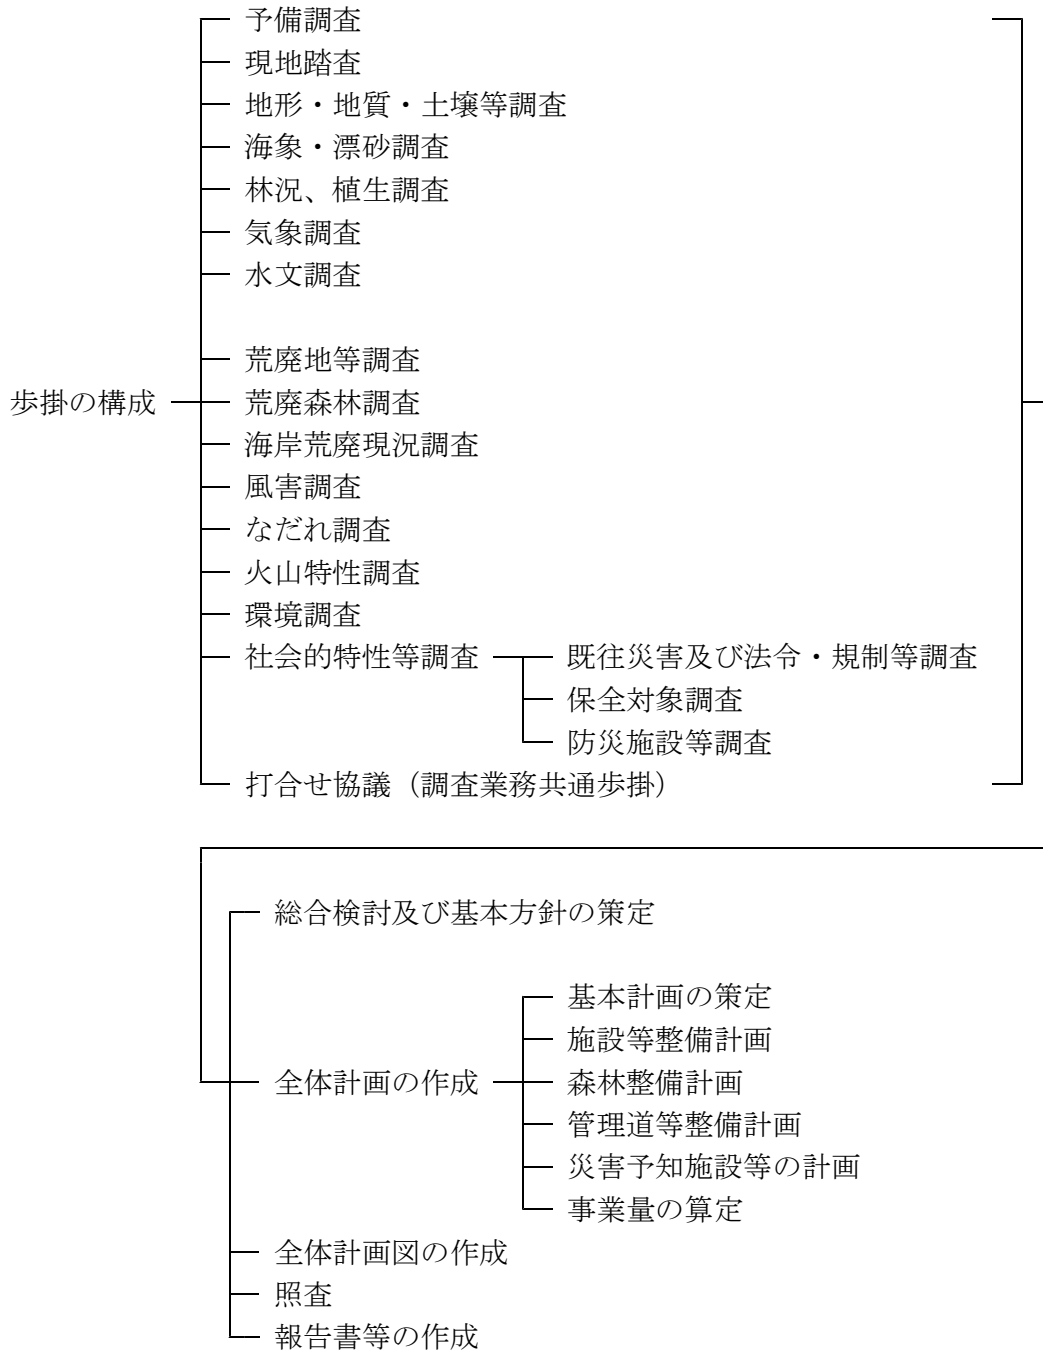 予備調査
現地踏査
地形・地質・土壌等調査
海象・漂砂調査
林況、植生調査
気象調査
水文調査
荒廃地等調査
歩掛の構成
荒廃森林調査
海岸荒廃現況調査
風害調査
なだれ調査
火山特性調査
環境調査
社会的特性等調査
既往災害及び法令・規制等調査
保全対象調査
防災施設等調査
打合せ協議（調査業務共通歩掛）
総合検討及び基本方針の策定
基本計画の策定
施設等整備計画
全体計画の作成
森林整備計画
管理道等整備計画
災害予知施設等の計画
事業量の算定
全体計画図の作成
照査
報告書等の作成